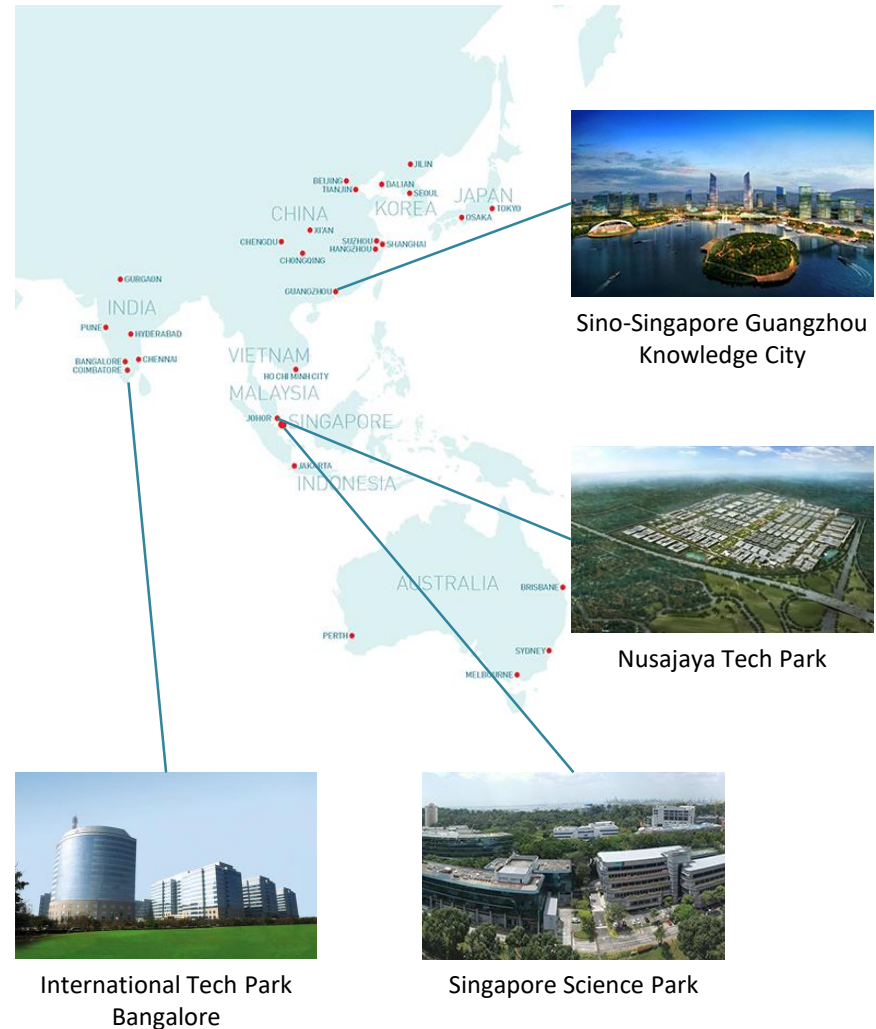 JILIN
BEIJING
TIANJIN
DALIAN
SEOUL
KOREA
JAPAN
TOKYO
OSAKA
CHINA
XI'AN
CHENGDU
CHONGQING
SUZHOU
HANGZHOU
SHANGHAI
GUANGZHOU
GURGAON
INDIA
PUNE
HYDERABAD
BANGALORE
CHENNAI
COIMBATORE
VIETNAM
HO CHI MINH CITY
MALAYSIA
JOHOR
SINGAPORE
JAKARTA
INDONESIA
AUSTRALIA
BRISBANE
PERTH
SYDNEY
MELBOURNE
Sino-Singapore Guangzhou
Knowledge City
Nusajaya Tech Park
International Tech Park
Bangalore
Singapore Science Park